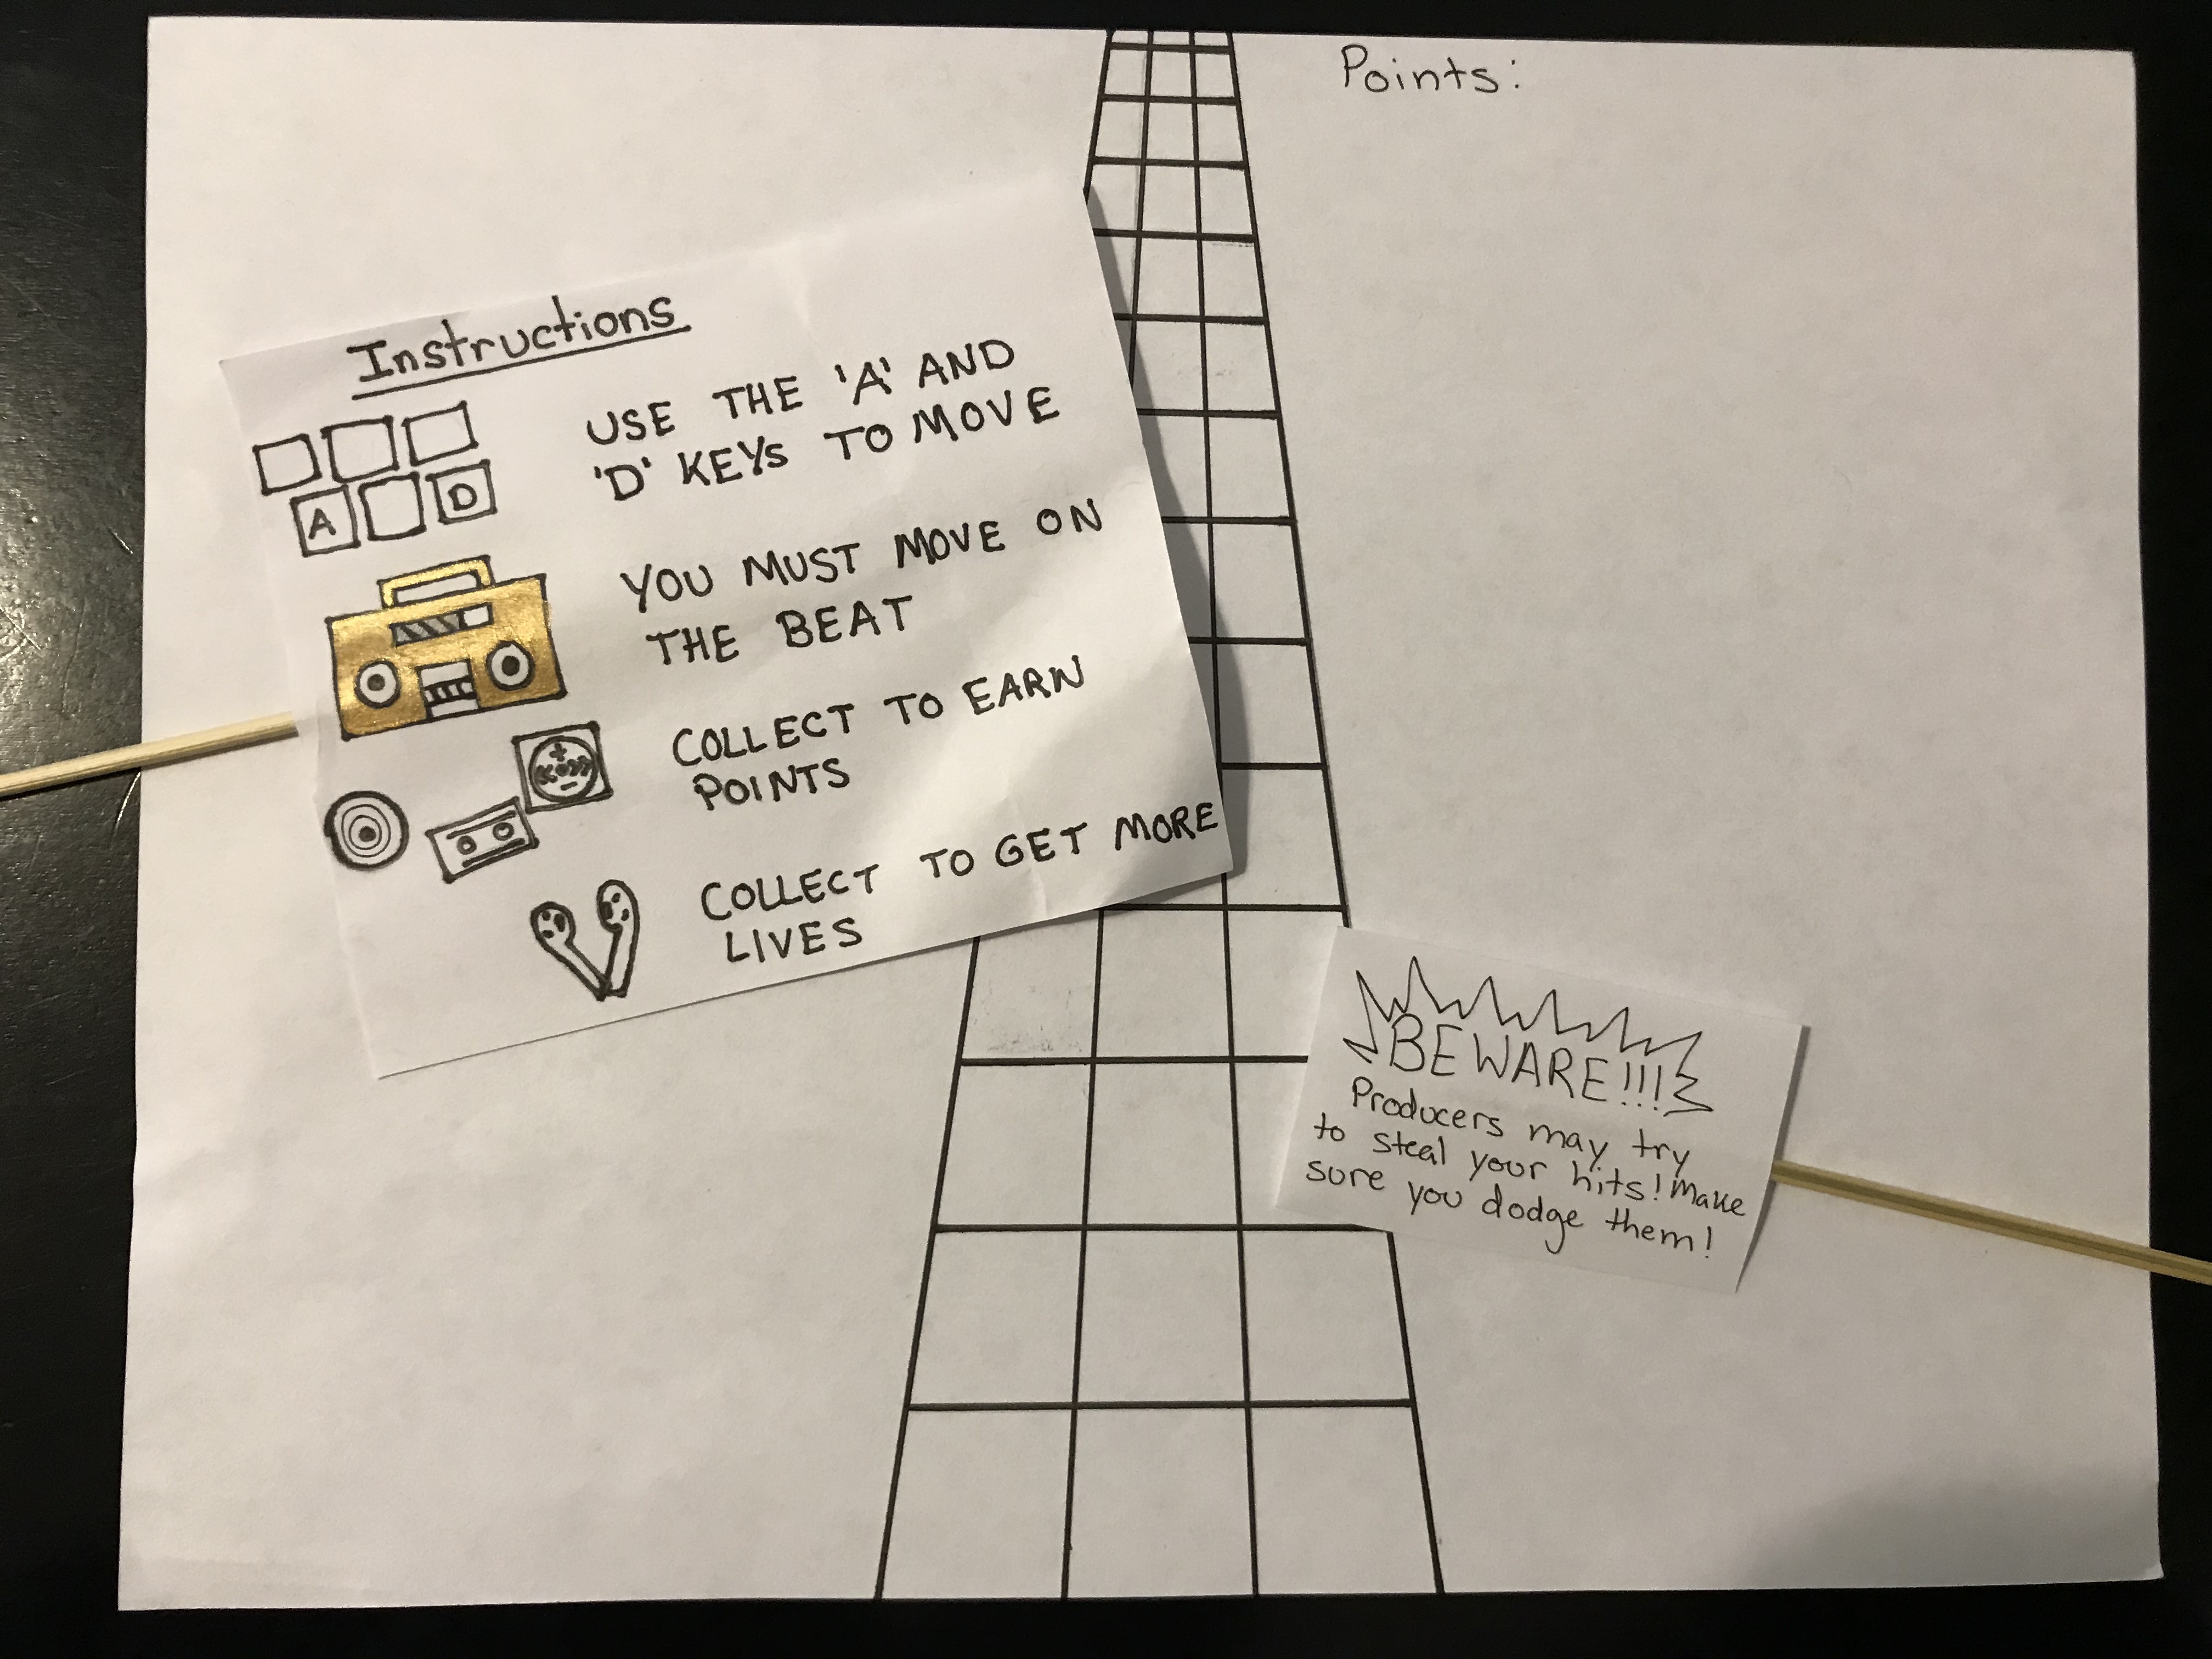 Points:
Instructions
USE THE 'A' AND
'D' KEYS TO MOVE
A
D
YOU MUST MOVE ON
THE BEAT
COLLECT TO EARN
POINTS
COLLECT TO GET MORE
LIVES
BEWARE!!!!
Producers may try
to steal your hits! Make
sure you dodge them!